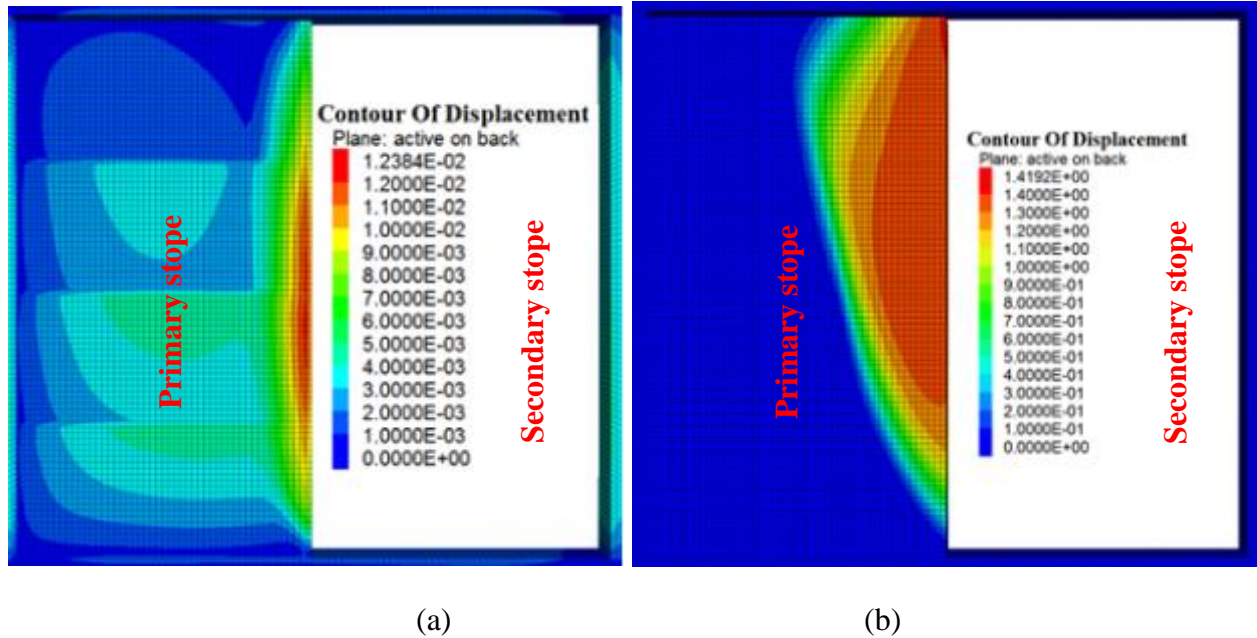 Primary stope
Contour Of Displacement
Plane: active on back
1.2384E-02
1.2000E-02
1.1000E-02
1.0000E-02
9.0000E-03
8.0000E-03
7.0000E-03
6.0000E-03
5.0000E-03
4.0000E-03
3.0000E-03
2.0000E-03
1.0000E-03
0.0000E+00
Secondary stope
Primary stope
Contour Of Displacement
Plane: active on back
1.4192E+00
1.4000E+00
1.3000E+00
1.2000E+00
1.1000E+00
1.0000E+00
9.0000E-01
8.0000E-01
7.0000E-01
6.0000E-01
5.0000E-01
4.0000E-01
3.0000E-01
2.0000E-01
1.0000E-01
0.0000E+00
Secondary stope
(a)
(b)